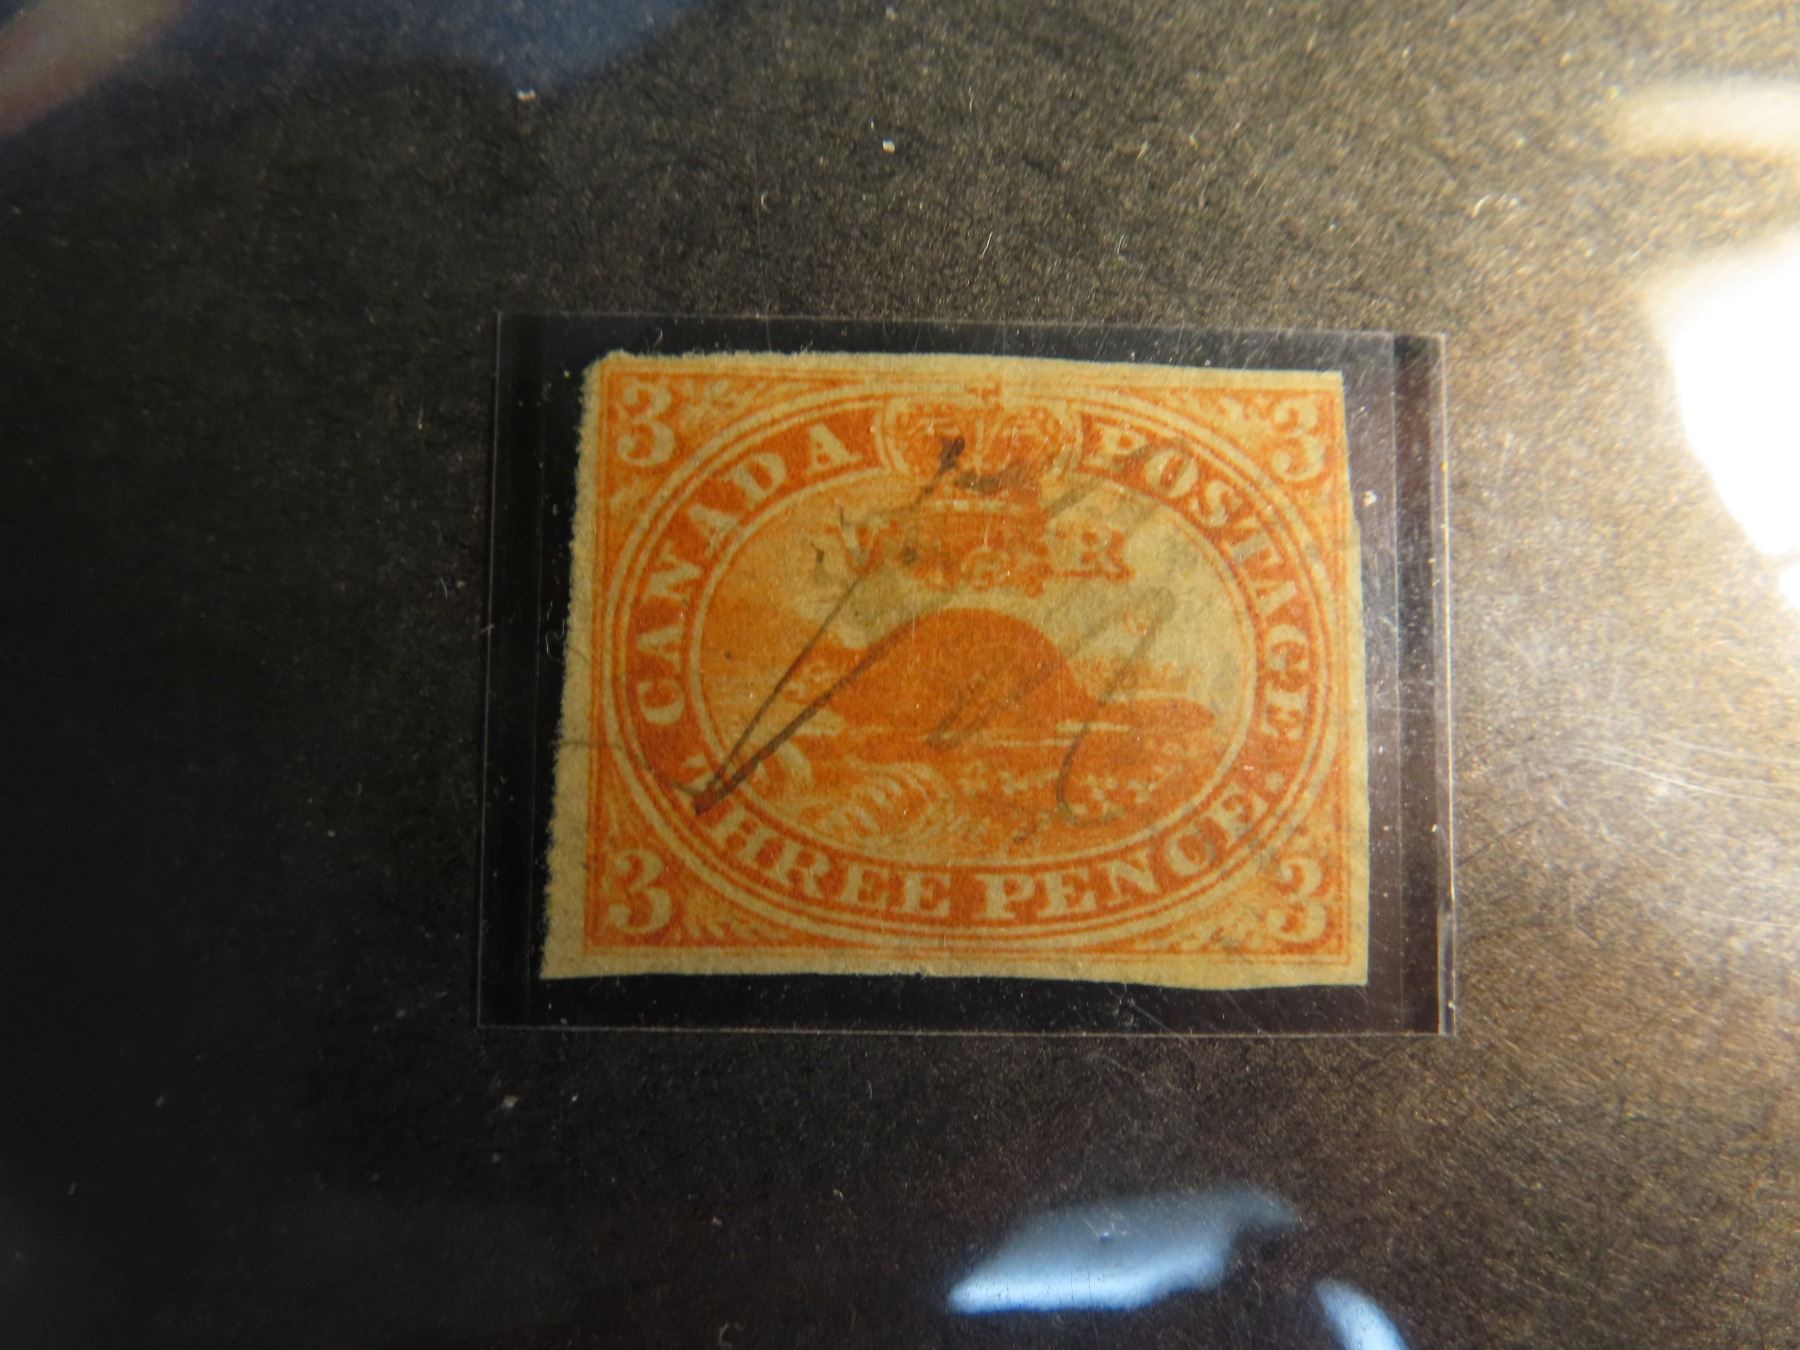 3 3
CANADA POSTAGE
V R
THREE PENCE
3 3